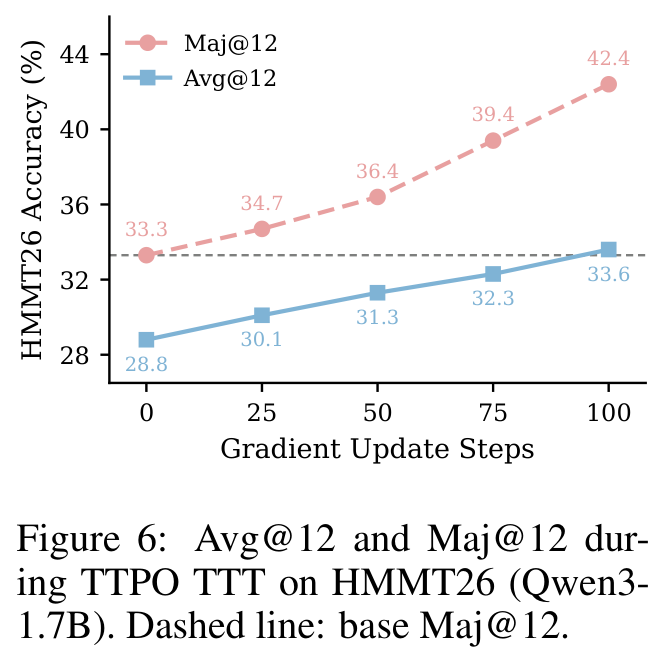 Maj@12
Avg@12
HMMT26 Accuracy (%)
44
40
36
32
28
33.3
34.7
36.4
39.4
42.4
28.8
30.1
31.3
32.3
33.6
0
25
50
75
100
Gradient Update Steps
Figure 6: Avg@12 and Maj@12 dur-
ing TTPO TTT on HMMT26 (Qwen3-
1.7B). Dashed line: base Maj@12.